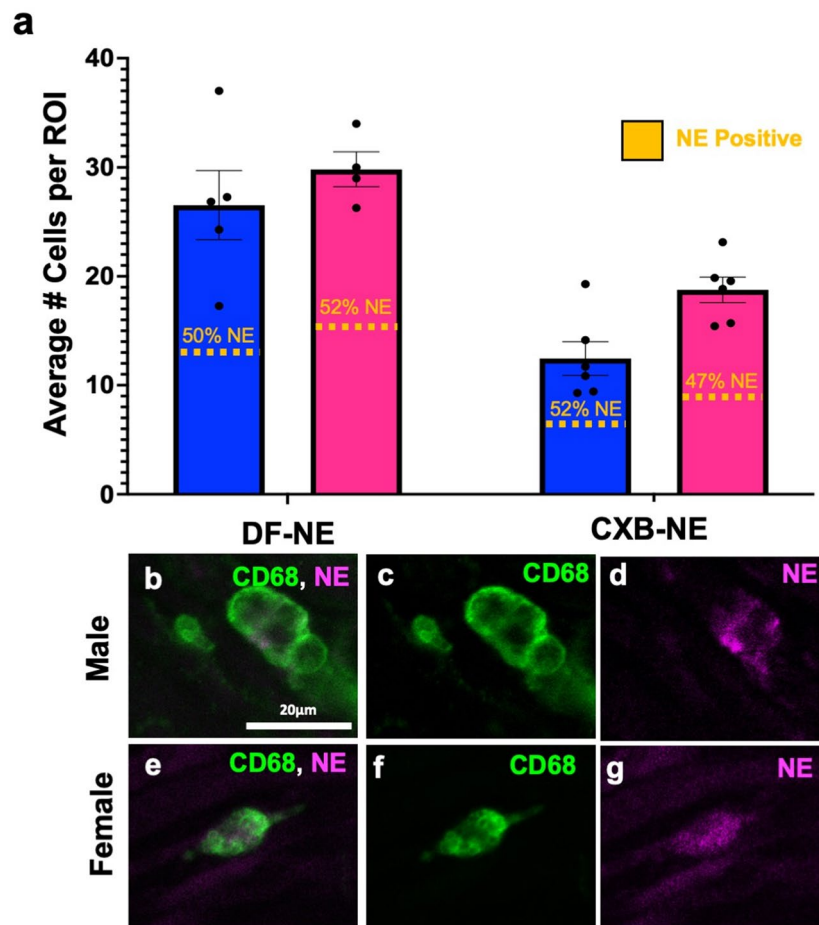 a
40
30
20
10
0
Average # Cells per ROI
NE Positive
50% NE
52% NE
52% NE
47% NE
DF-NE
CXB-NE
Male
b
CD68, NE
20μm
c
CD68
d
NE
Female
e
CD68, NE
f
CD68
g
NE